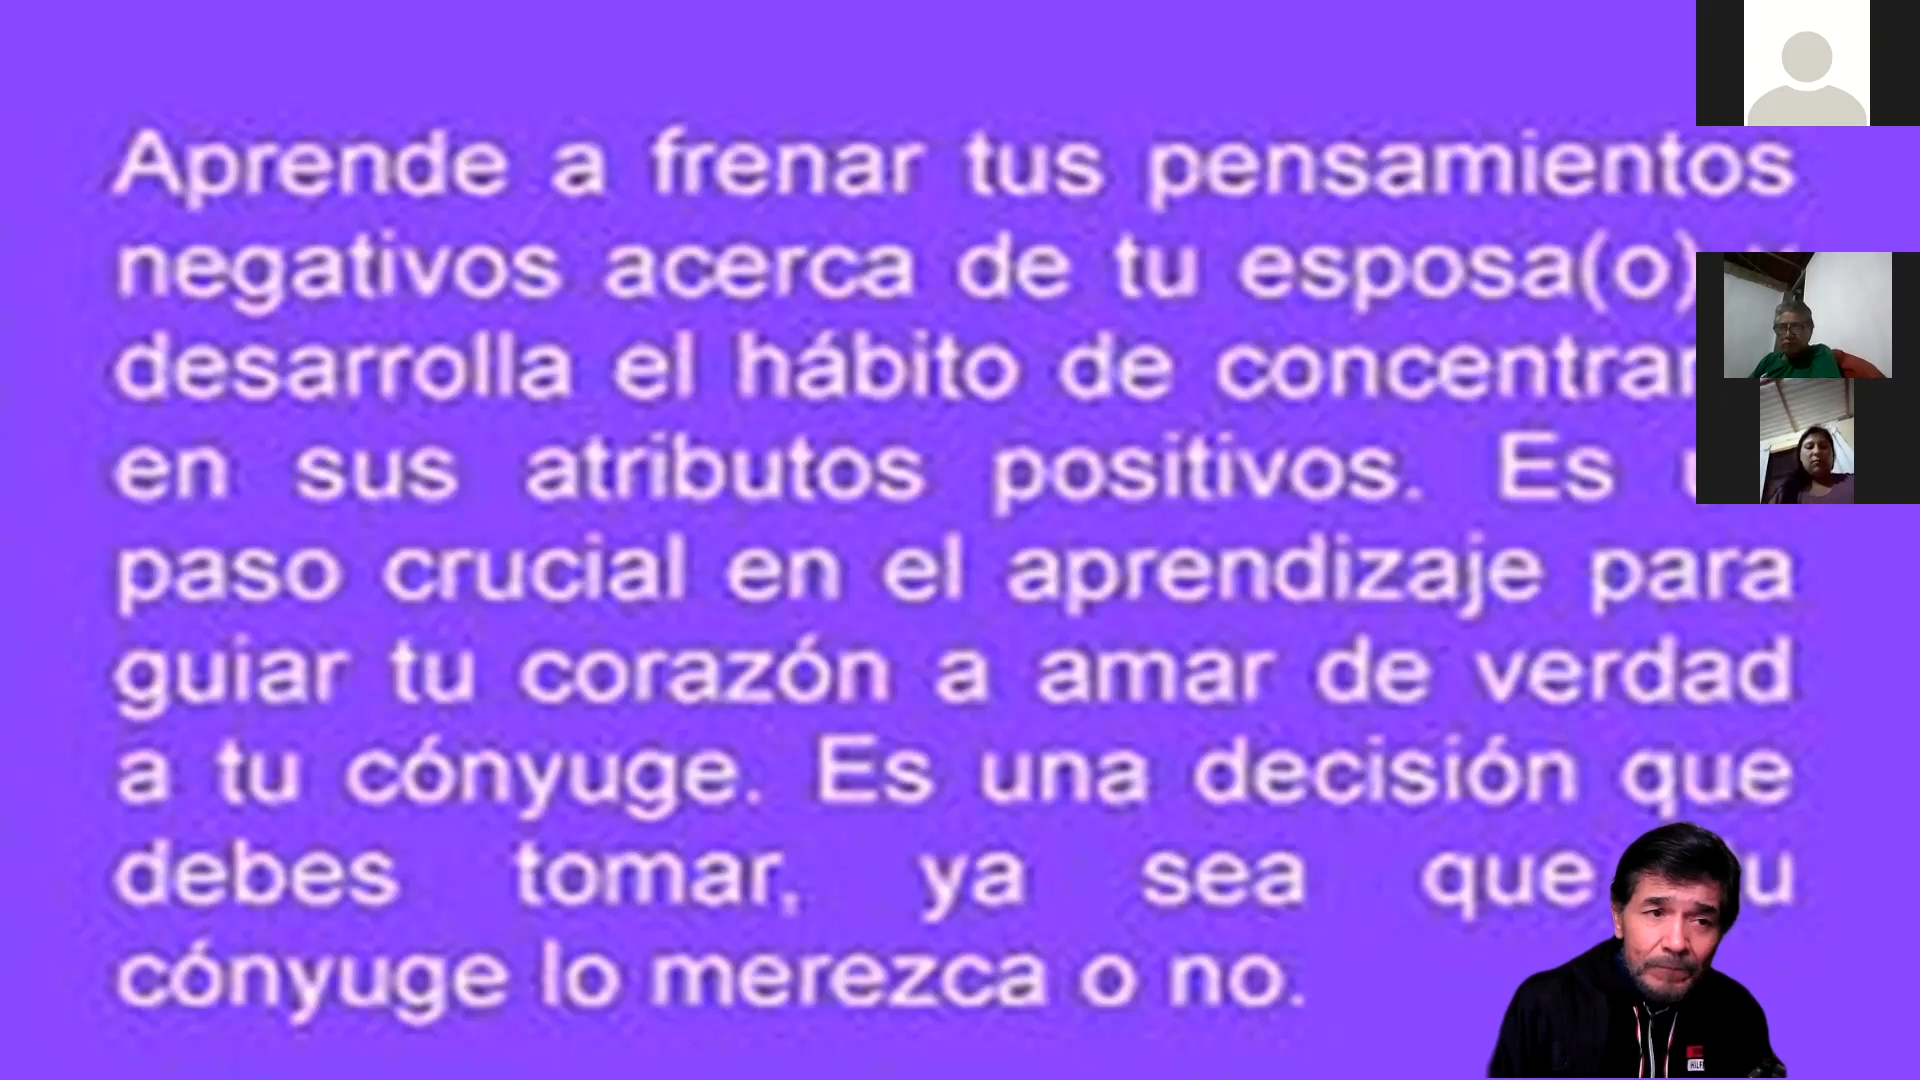 Aprende a frenar tus pensamientos
negativos acerca de tu esposa(o)
desarrolla el hábito de concentrar
en sus atributos positivos. Es
paso crucial en el aprendizaje para
guiar tu corazón a amar de verdad
a tu cónyuge. Es una decisión que
debes tomar, ya sea que
cónyuge lo merezca o no.